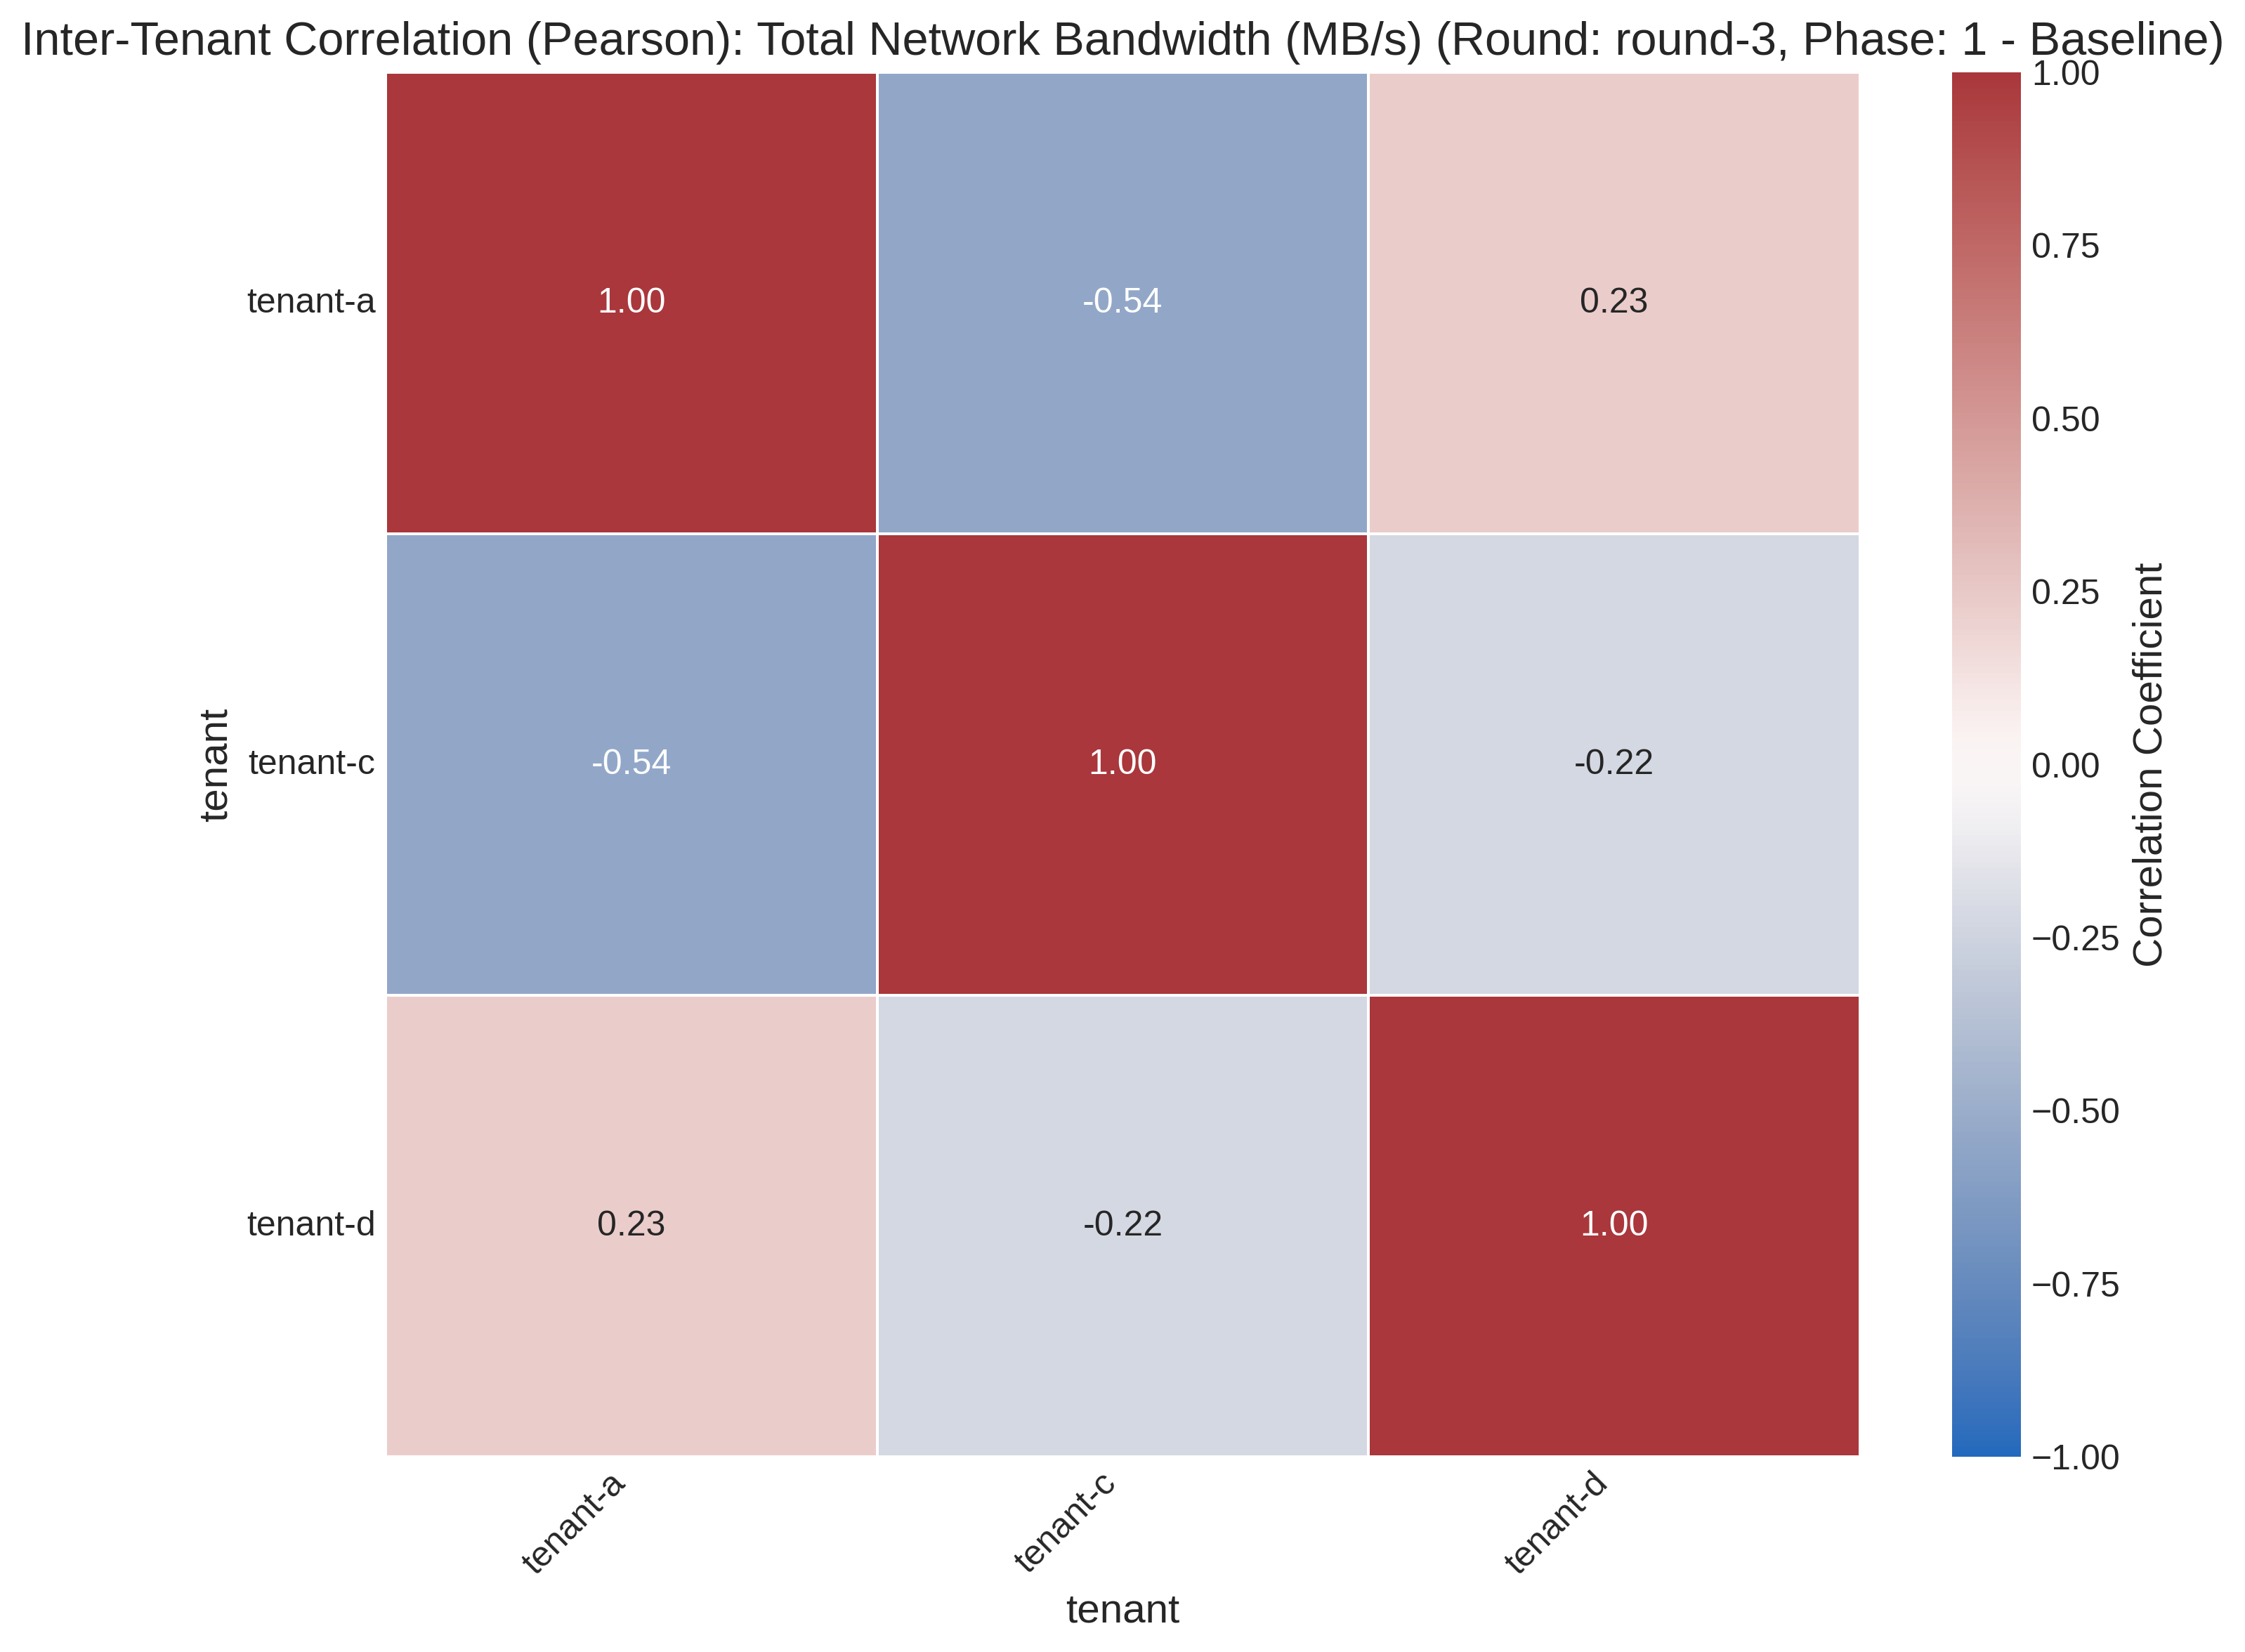 Inter-Tenant Correlation (Pearson): Total Network Bandwidth (MB/s) (Round: round-3, Phase: 1 - Baseline)
tenant
tenant-a
1.00
-0.54
0.23
tenant-c
-0.54
1.00
-0.22
tenant-d
0.23
-0.22
1.00
tenant-a
tenant-c
tenant-d
tenant
1.00
0.75
0.50
0.25
0.00
−0.25
−0.50
−0.75
−1.00
Correlation Coefficient